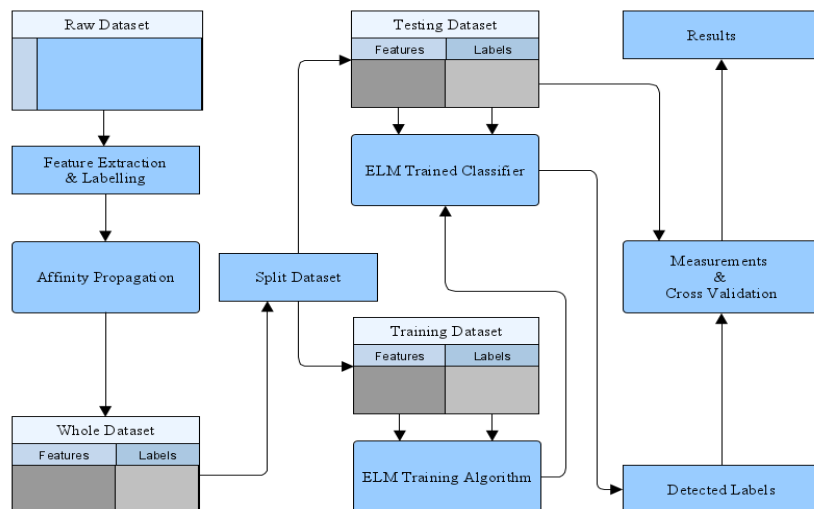 Raw Dataset
Feature Extraction
& Labelling
Affinity Propagation
Whole Dataset
Features Labels
Split Dataset
Testing Dataset
Features Labels
ELM Trained Classifier
Training Dataset
Features Labels
ELM Training Algorithm
Results
Measurements
&
Cross Validation
Detected Labels